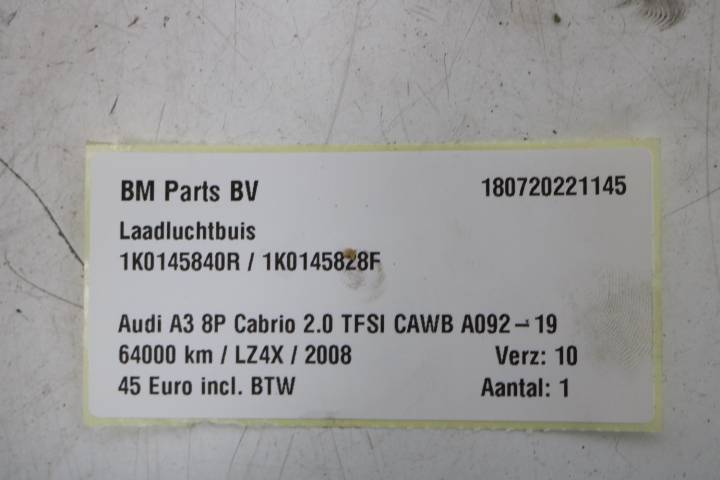 BM Parts BV 180720221145
Laadluchtbuis
1K0145840R / 1K0145828F
Audi A3 8P Cabrio 2.0 TFSI CAWB A092-19
64000 km / LZ4X / 2008 Verz: 10
45 Euro incl. BTW Aantal: 1